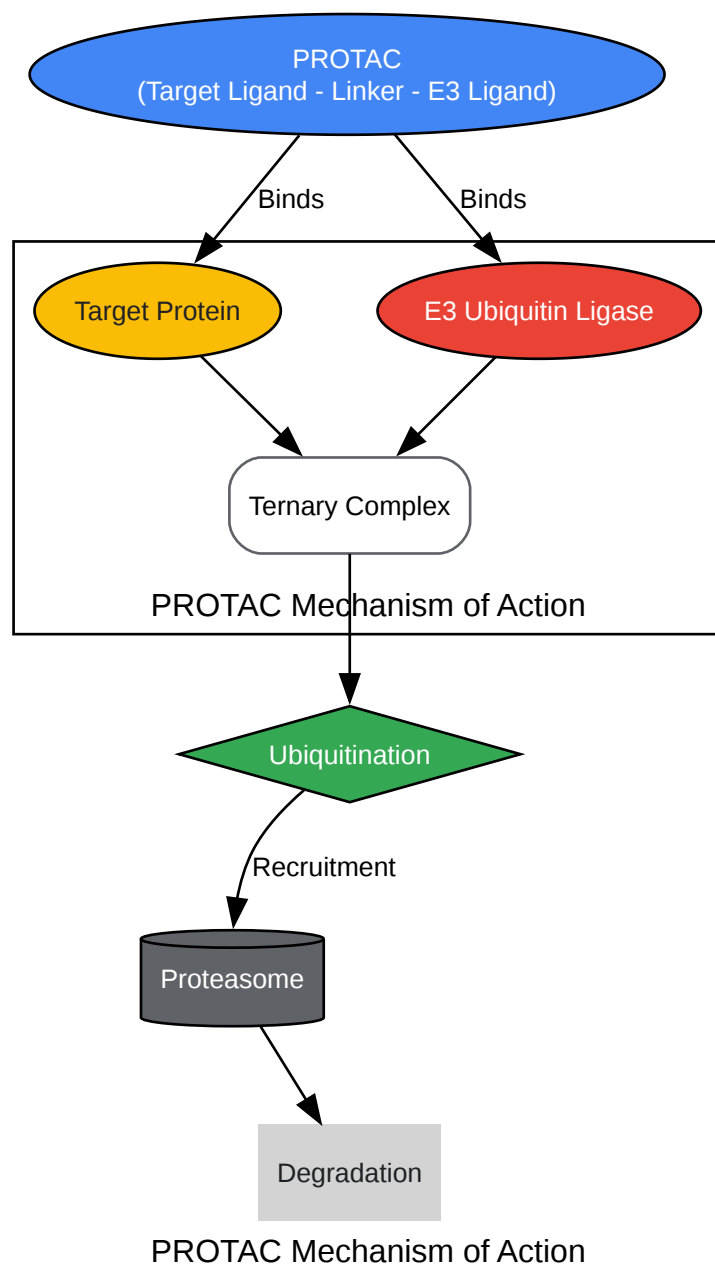 PROTAC
(Target Ligand - Linker - E3 Ligand)
Binds
Binds
Target Protein
E3 Ubiquitin Ligase
Ternary Complex
PROTAC Mechanism of Action
Ubiquitination
Recruitment
Proteasome
Degradation
PROTAC Mechanism of Action